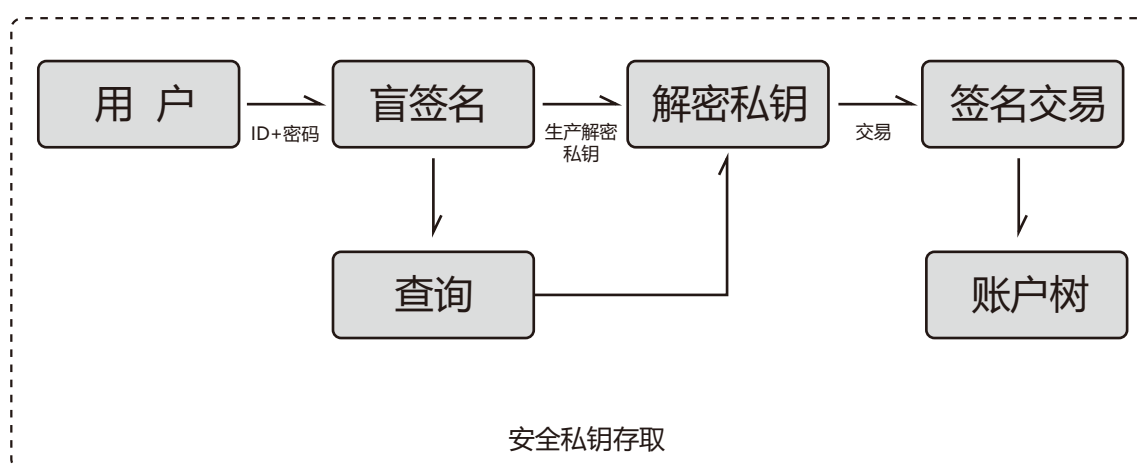 用 户
盲签名
解密私钥
签名交易
ID+密码
生产解密
私钥
交易
查询
账户树
安全私钥存取